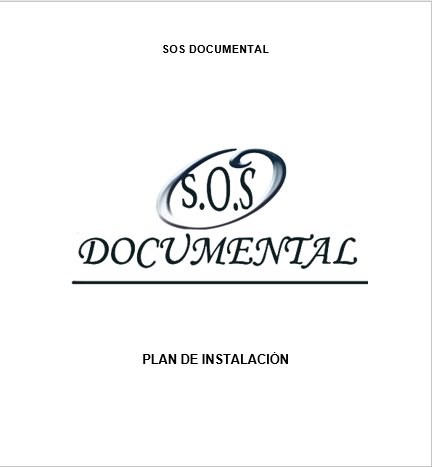 SOS DOCUMENTAL
S.O.S
DOCUMENTAL
PLAN DE INSTALACIÓN